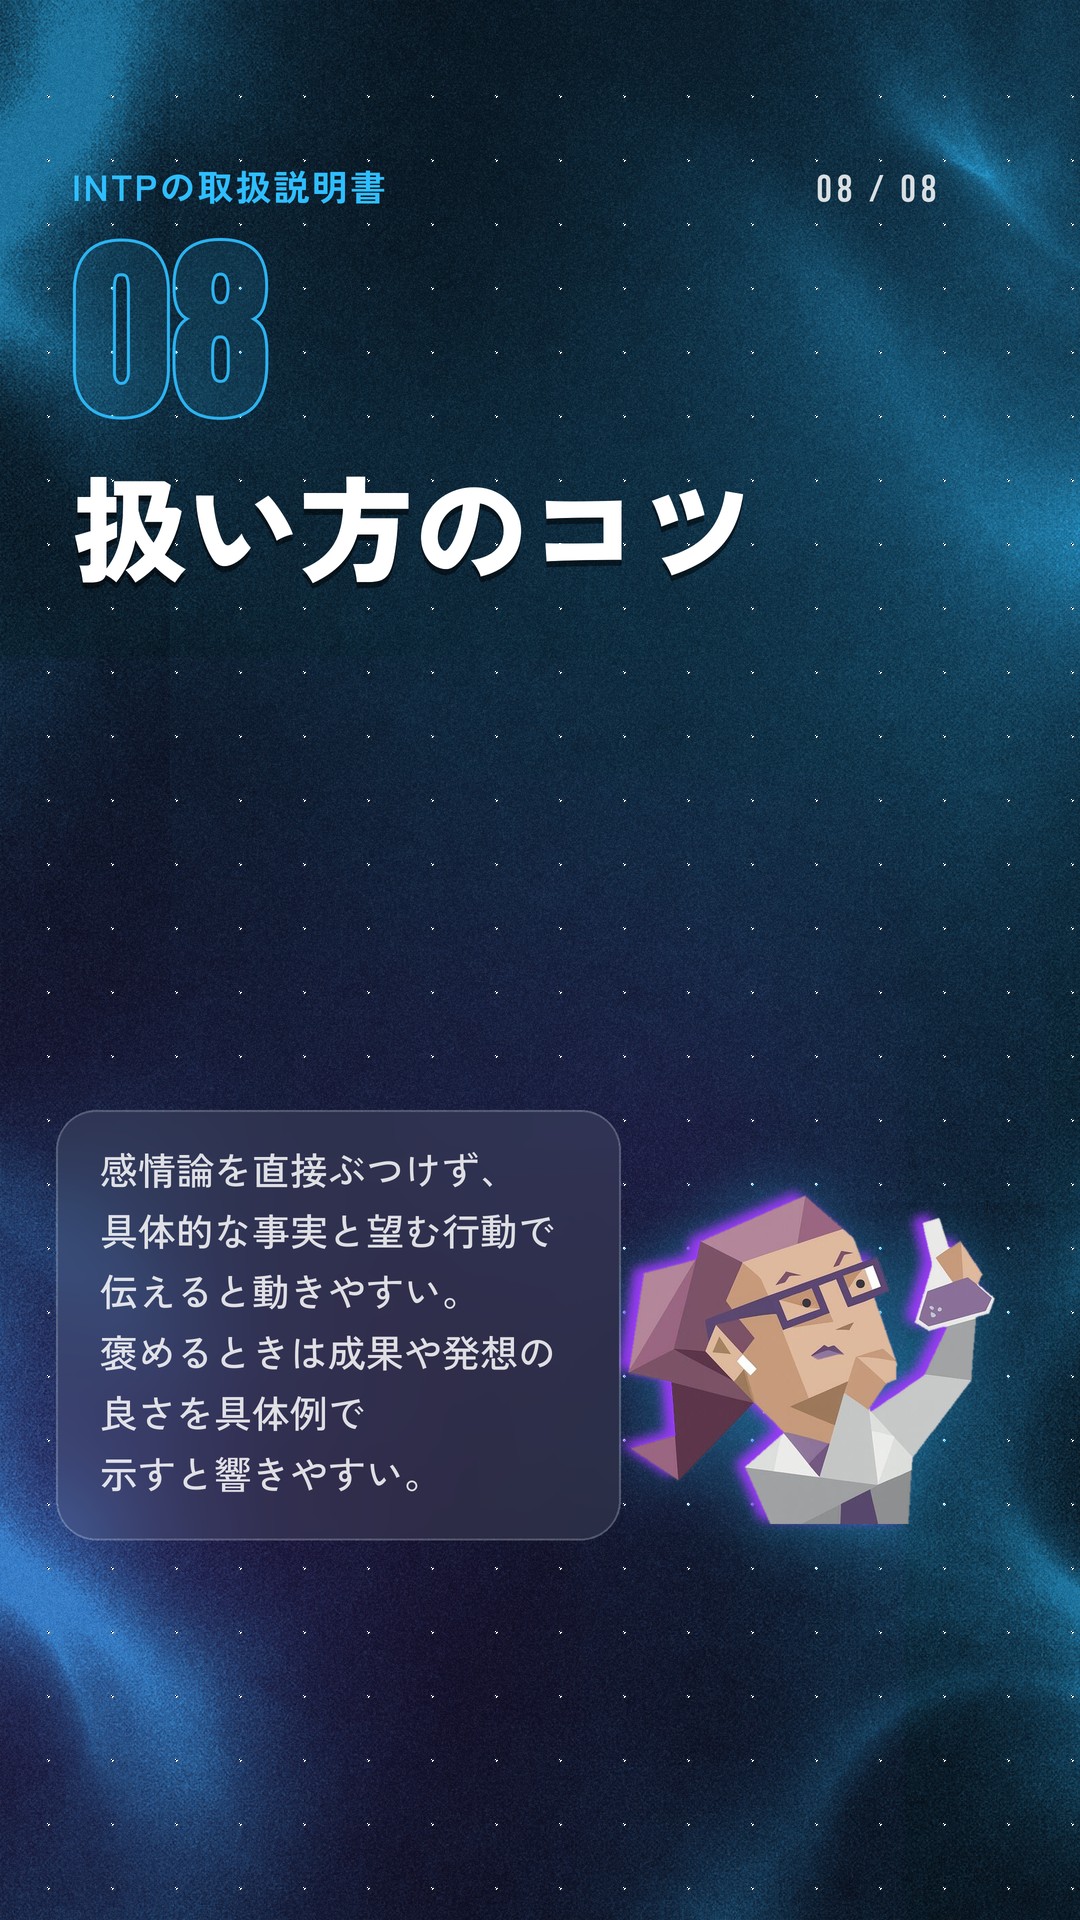 INTPの取扱説明書
08 / 08
08
扱い方のコツ
感情論を直接ぶつけず、
具体的な事実と望む行動で
伝えると動きやすい。
褒めるときは成果や発想の
良さを具体例で
示すと響きやすい。